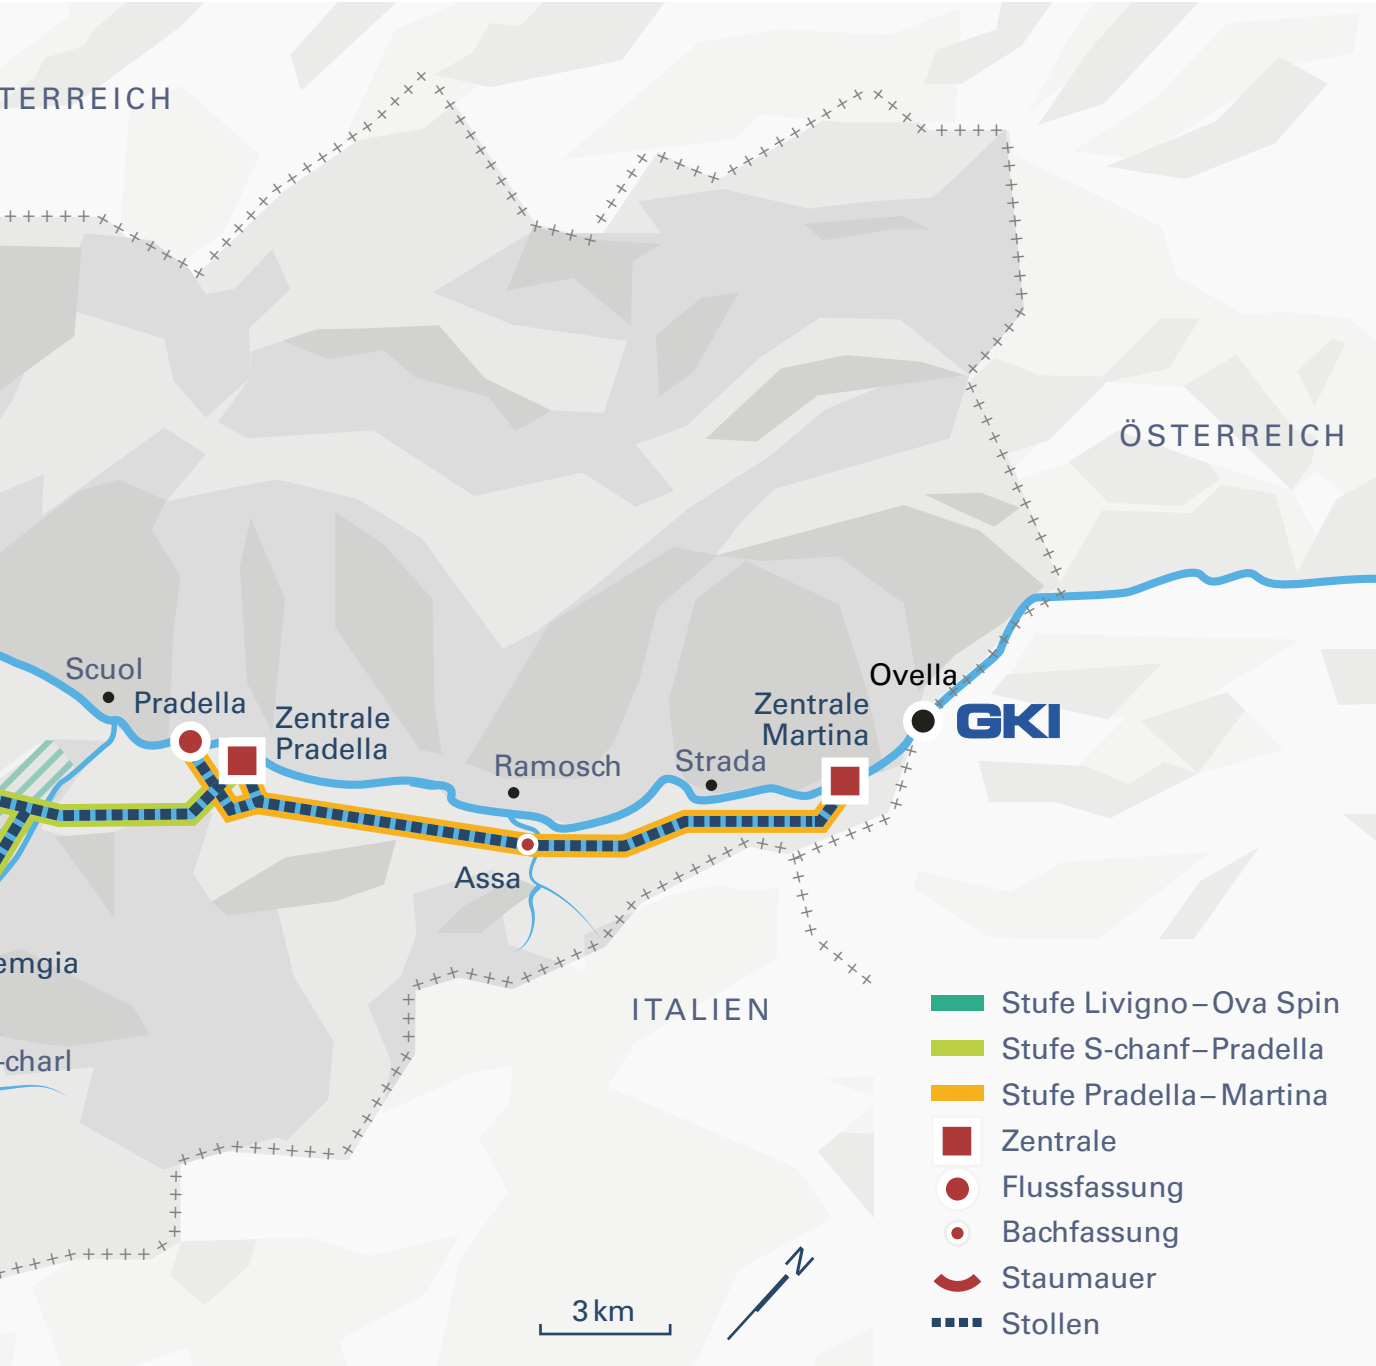 TERREICH
ÖSTERREICH
Scuol
Pradella
Zentrale
Pradella
Ramosch
Strada
Zentrale
Martina
Ovella
GKI
Assa
emgia
-charl
ITALIEN
Stufe Livigno–Ova Spin
Stufe S-chanf–Pradella
Stufe Pradella–Martina
Zentrale
Flussfassung
Bachfassung
Staumauer
Stollen
3 km
N